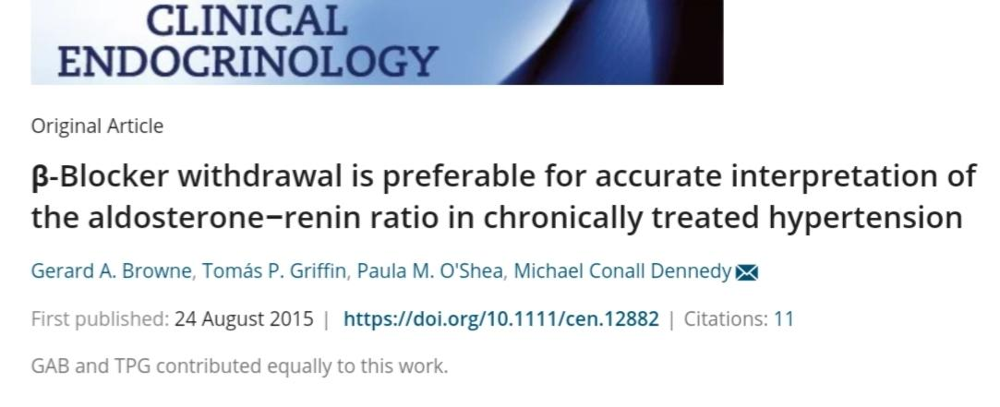 CLINICAL
ENDOCRINOLOGY
Original Article
β-Blocker withdrawal is preferable for accurate interpretation of
the aldosterone–renin ratio in chronically treated hypertension
Gerard A. Browne, Tomás P. Griffin, Paula M. O'Shea, Michael Conall Dennedy
First published: 24 August 2015 | https://doi.org/10.1111/cen.12882 | Citations: 11
GAB and TPG contributed equally to this work.